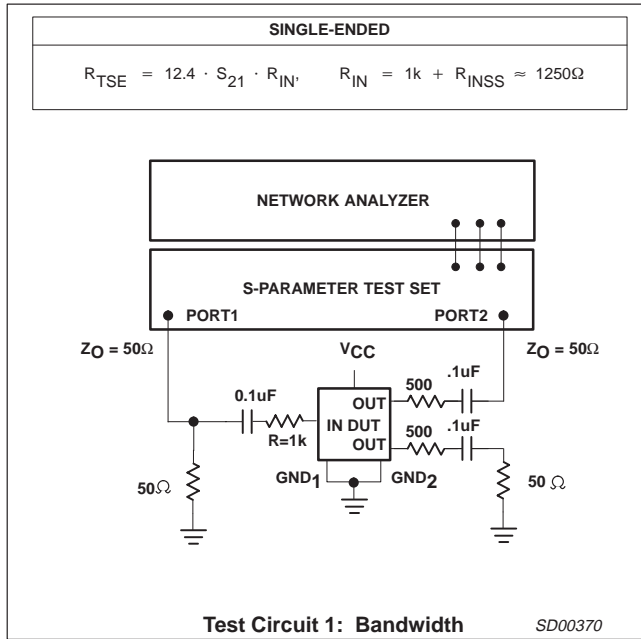 SINGLE-ENDED
RTSE = 12.4 · S21 · RIN, RIN = 1k + RINSS ≈ 1250Ω
NETWORK ANALYZER
S-PARAMETER TEST SET
PORT1
PORT2
ZO = 50Ω
ZO = 50Ω
VCC
0.1uF
R=1k
500
.1uF
OUT
IN DUT
500
.1uF
OUT
50Ω
GND1
GND2
50 Ω
Test Circuit 1: Bandwidth
SD00370